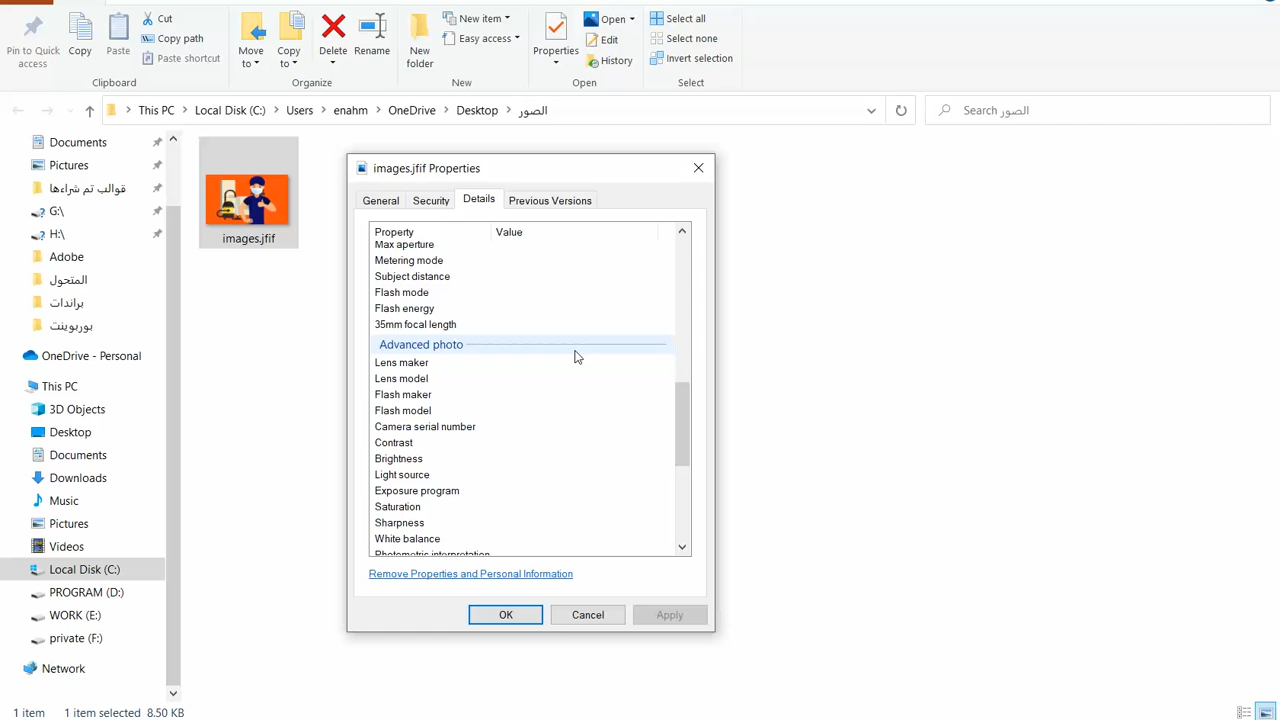 Pin to Quick access
Copy
Paste
Cut
Copy path
Paste shortcut
Clipboard
Move to
Copy to
Delete
Rename
Organize
New folder
New item
Easy access
New
Properties
Open
Edit
History
Open
Select all
Select none
Invert selection
Select
This PC
Local Disk (C:)
Users
enahm
OneDrive
Desktop
الصور
Search الصور
Documents
Pictures
قوالب تم شراءها
G:\
H:\
Adobe
المتحول
براندات
بوربوينت
OneDrive - Personal
This PC
3D Objects
Desktop
Documents
Downloads
Music
Pictures
Videos
Local Disk (C:)
PROGRAM (D:)
WORK (E:)
private (F:)
Network
images.jfif
images.jfif Properties
General
Security
Details
Previous Versions
Property Value
Max aperture
Metering mode
Subject distance
Flash mode
Flash energy
35mm focal length
Advanced photo
Lens maker
Lens model
Flash maker
Flash model
Camera serial number
Contrast
Brightness
Light source
Exposure program
Saturation
Sharpness
White balance
Photometric interpretation
Remove Properties and Personal Information
OK
Cancel
Apply
1 item 1 item selected 8.50 KB